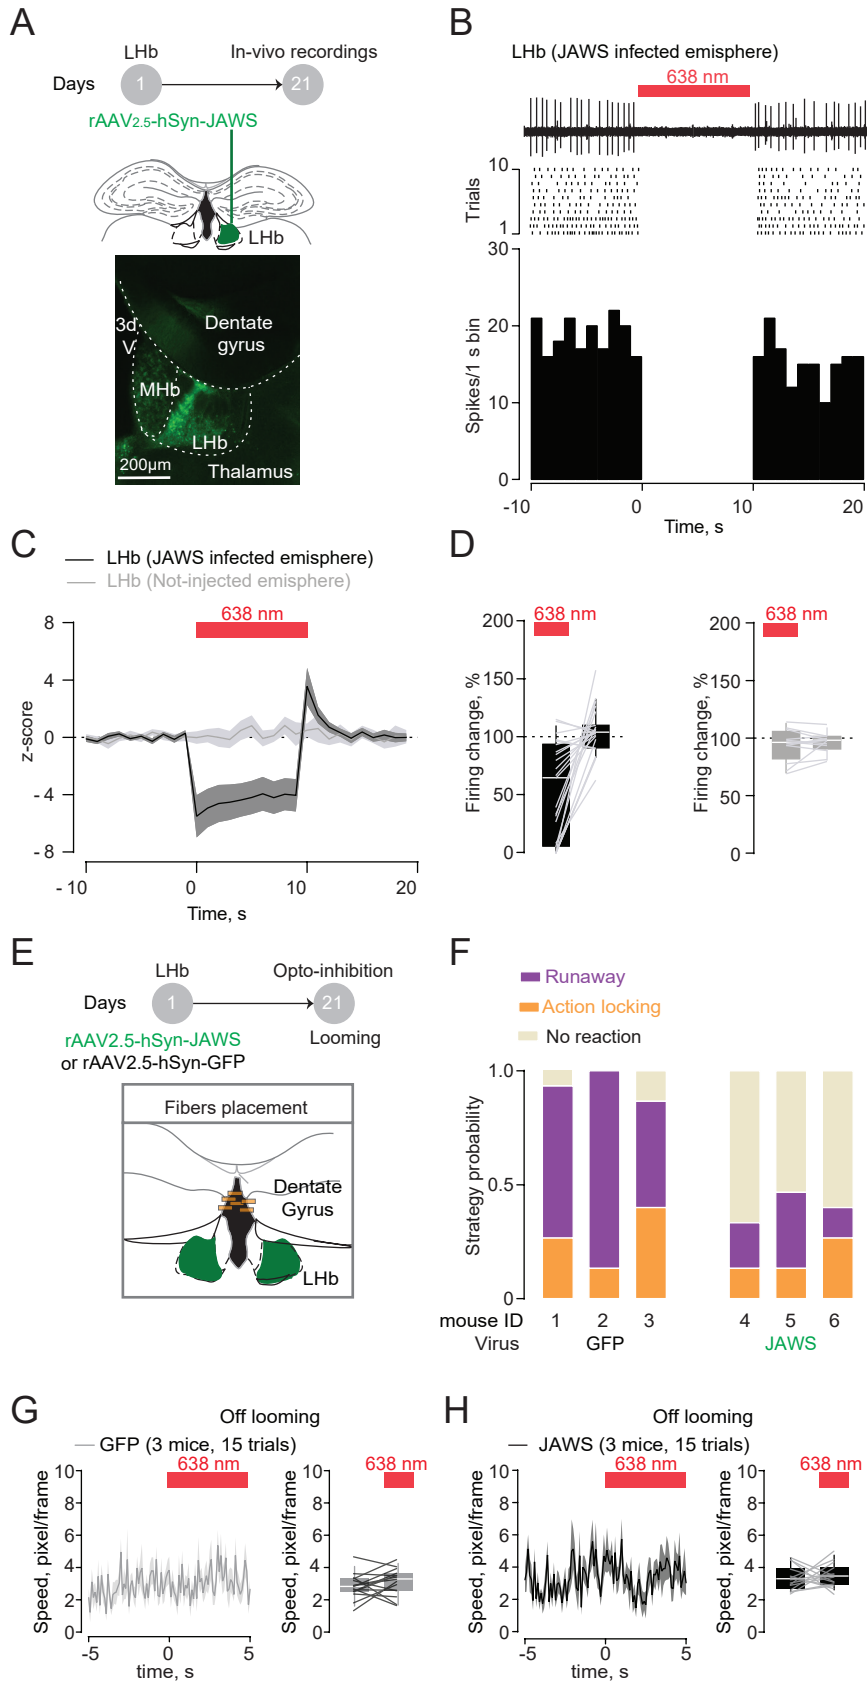 A
LHb
In-vivo recordings
Days
1
21
rAAV2.5-hSyn-JAWS
LHb
3d
V
Dentate
gyrus
MHb
LHb
200µm
Thalamus
B
LHb (JAWS infected emisphere)
638 nm
10
Trials
1
30
20
10
0
Spikes/1 s bin
-10
0
10
20
Time, s
C
LHb (JAWS infected emisphere)
LHb (Not-injected emisphere)
638 nm
8
4
0
- 4
- 8
z-score
- 10
0
10
20
Time, s
D
638 nm
200
150
100
50
0
Firing change, %
638 nm
200
150
100
50
0
Firing change, %
E
LHb
Opto-inhibition
Days
1
21
rAAV2.5-hSyn-JAWS
Looming
or rAAV2.5-hSyn-GFP
Fibers placement
Dentate
Gyrus
LHb
F
Runaway
Action locking
No reaction
1.0
0.5
0
Strategy probability
mouse ID
1
2
3
4
5
6
Virus
GFP
JAWS
G
Off looming
GFP (3 mice, 15 trials)
638 nm
10
8
6
4
2
0
Speed, pixel/frame
-5
0
5
time, s
638 nm
10
8
6
4
2
0
Speed, pixel/frame
H
Off looming
JAWS (3 mice, 15 trials)
638 nm
10
8
6
4
2
0
Speed, pixel/frame
-5
0
5
time, s
638 nm
10
8
6
4
2
0
Speed, pixel/frame